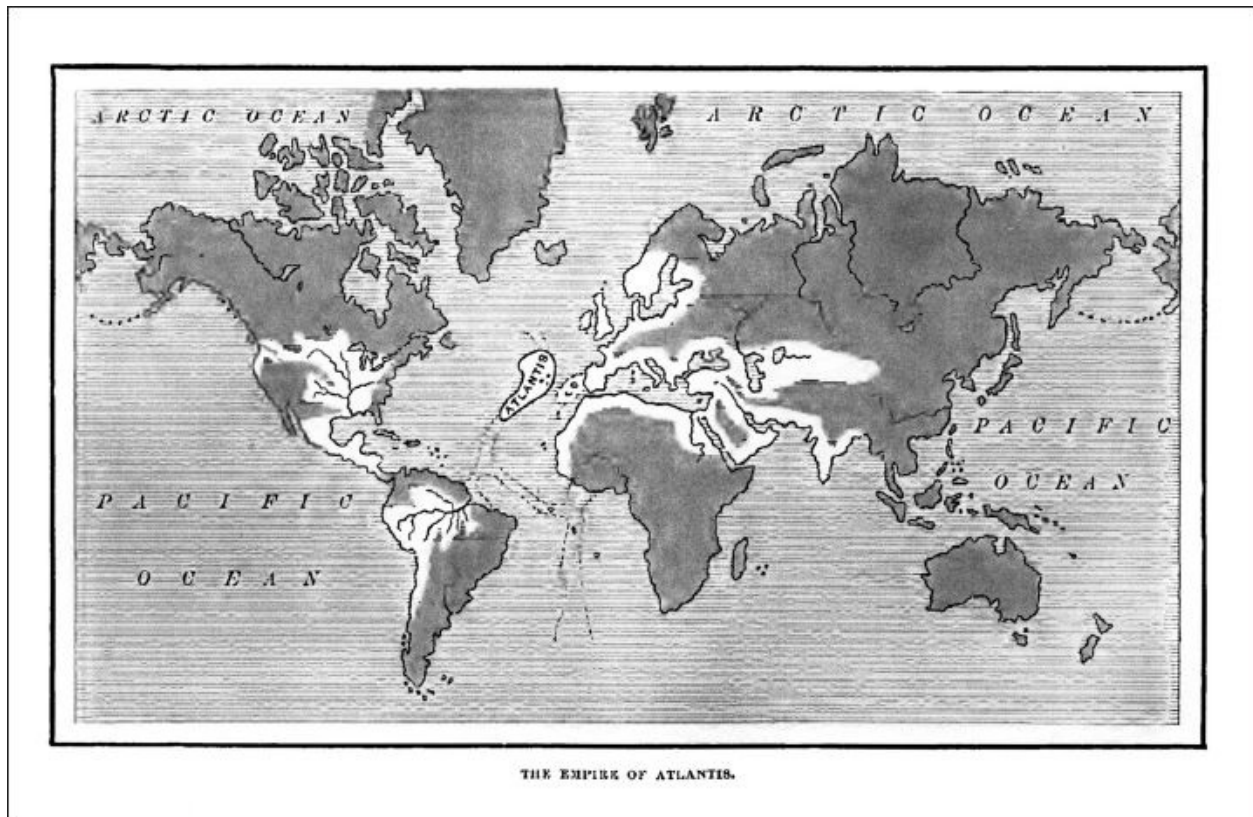 ARCTIC OCEAN
ARCTIC OCEAN
ATLANTIS
PACIFIC
OCEAN
PACIFIC
OCEAN
THE EMPIRE OF ATLANTIS.